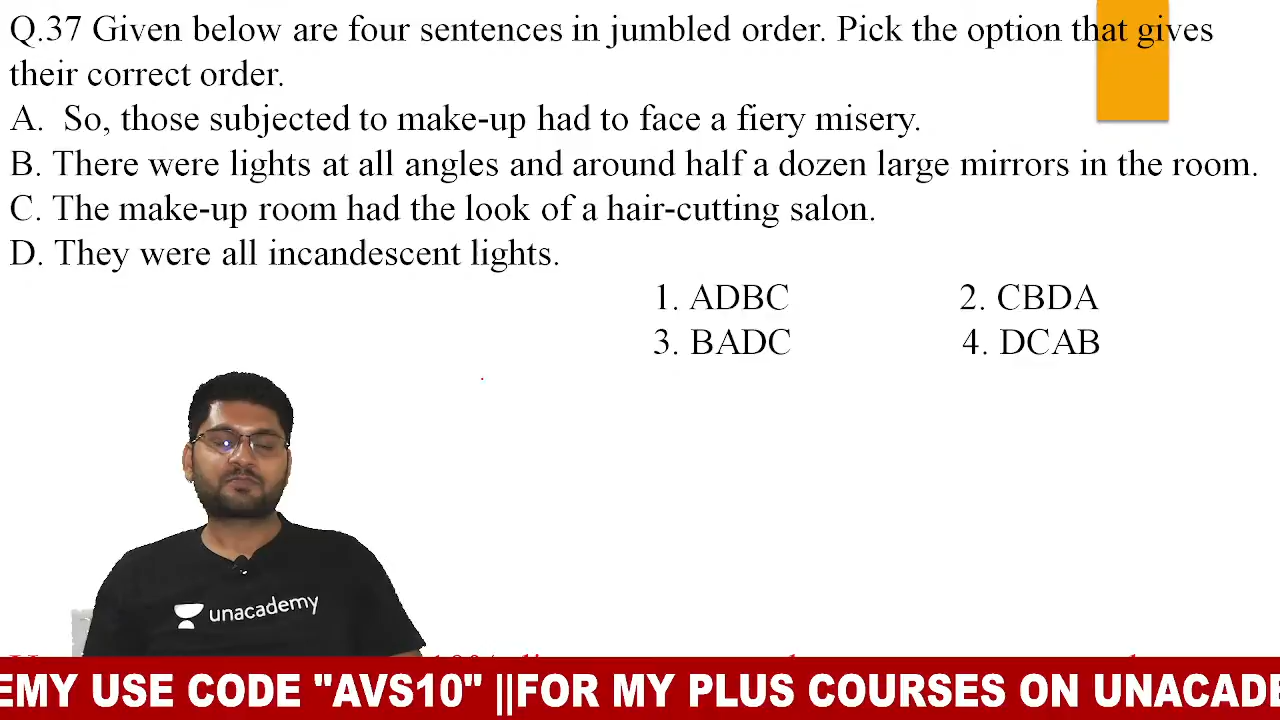 Q.37 Given below are four sentences in jumbled order. Pick the option that gives
their correct order.
A. So, those subjected to make-up had to face a fiery misery.
B. There were lights at all angles and around half a dozen large mirrors in the room.
C. The make-up room had the look of a hair-cutting salon.
D. They were all incandescent lights.
1. ADBC 2. CBDA
3. BADC 4. DCAB
unacademy
EMY USE CODE "AVS10" ||FOR MY PLUS COURSES ON UNACADE